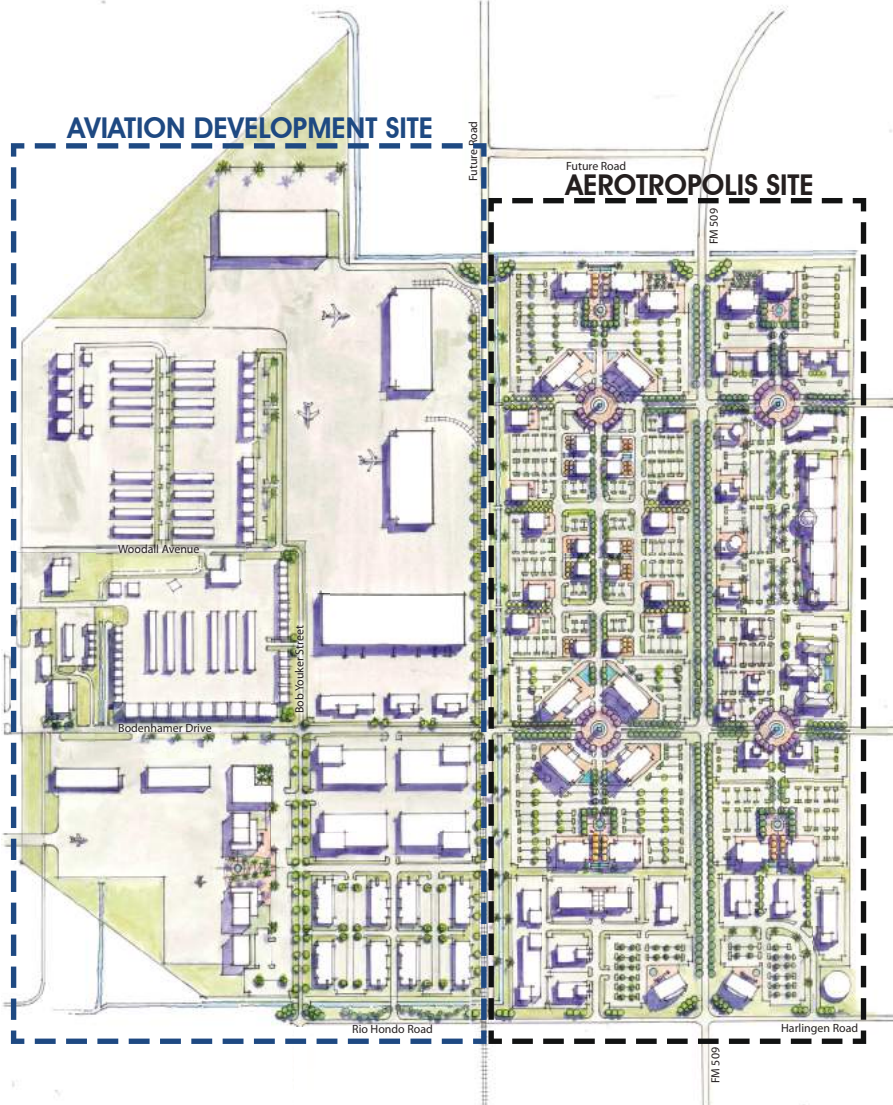 AVIATION DEVELOPMENT SITE
Future Road
Future Road
AEROTROPOLIS SITE
FM 509
Woodall Avenue
Bob Youker Street
Bodenhamer Drive
Rio Hondo Road
Harlingen Road
FM 509